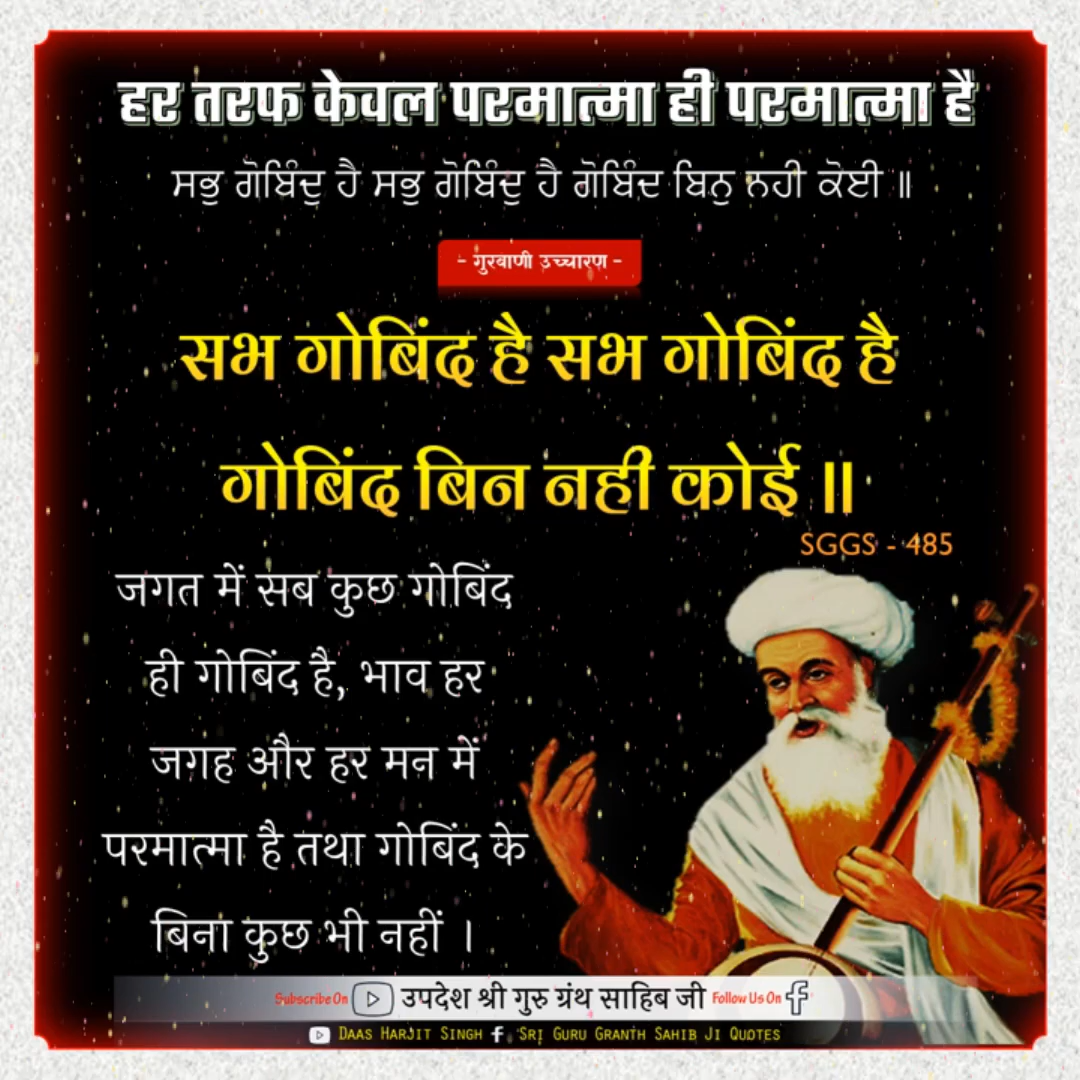 हर तरफ केवल परमात्मा ही परमात्मा है
ਸਭੁ ਗੋਬਿੰਦੁ ਹੈ ਸਭੁ ਗੋਬਿੰਦੁ ਹੈ ਗੋਬਿੰਦ ਬਿਨੁ ਨਹੀ ਕੋਈ ॥
- गुरबाणी उच्चारण -
सभ गोबिंद है सभ गोबिंद है
गोबिंद बिन नही कोई ॥
SGGS - 485
जगत में सब कुछ गोबिंद
ही गोबिंद है, भाव हर
जगह और हर मन में
परमात्मा है तथा गोबिंद के
बिना कुछ भी नहीं ।
Subscribe On उपदेश श्री गुरु ग्रंथ साहिब जी Follow Us On f
DAAS HARJIT SINGH f SRI GURU GRANTH SAHIB JI QUOTES